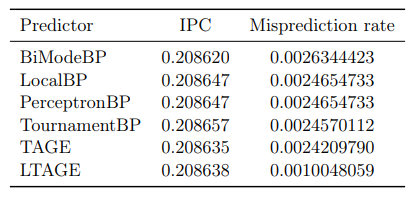 Predictor IPC Misprediction rate
BiModeBP 0.208620 0.0026344423
LocalBP 0.208647 0.0024654733
PerceptronBP 0.208647 0.0024654733
TournamentBP 0.208657 0.0024570112
TAGE 0.208635 0.0024209790
LTAGE 0.208638 0.0010048059